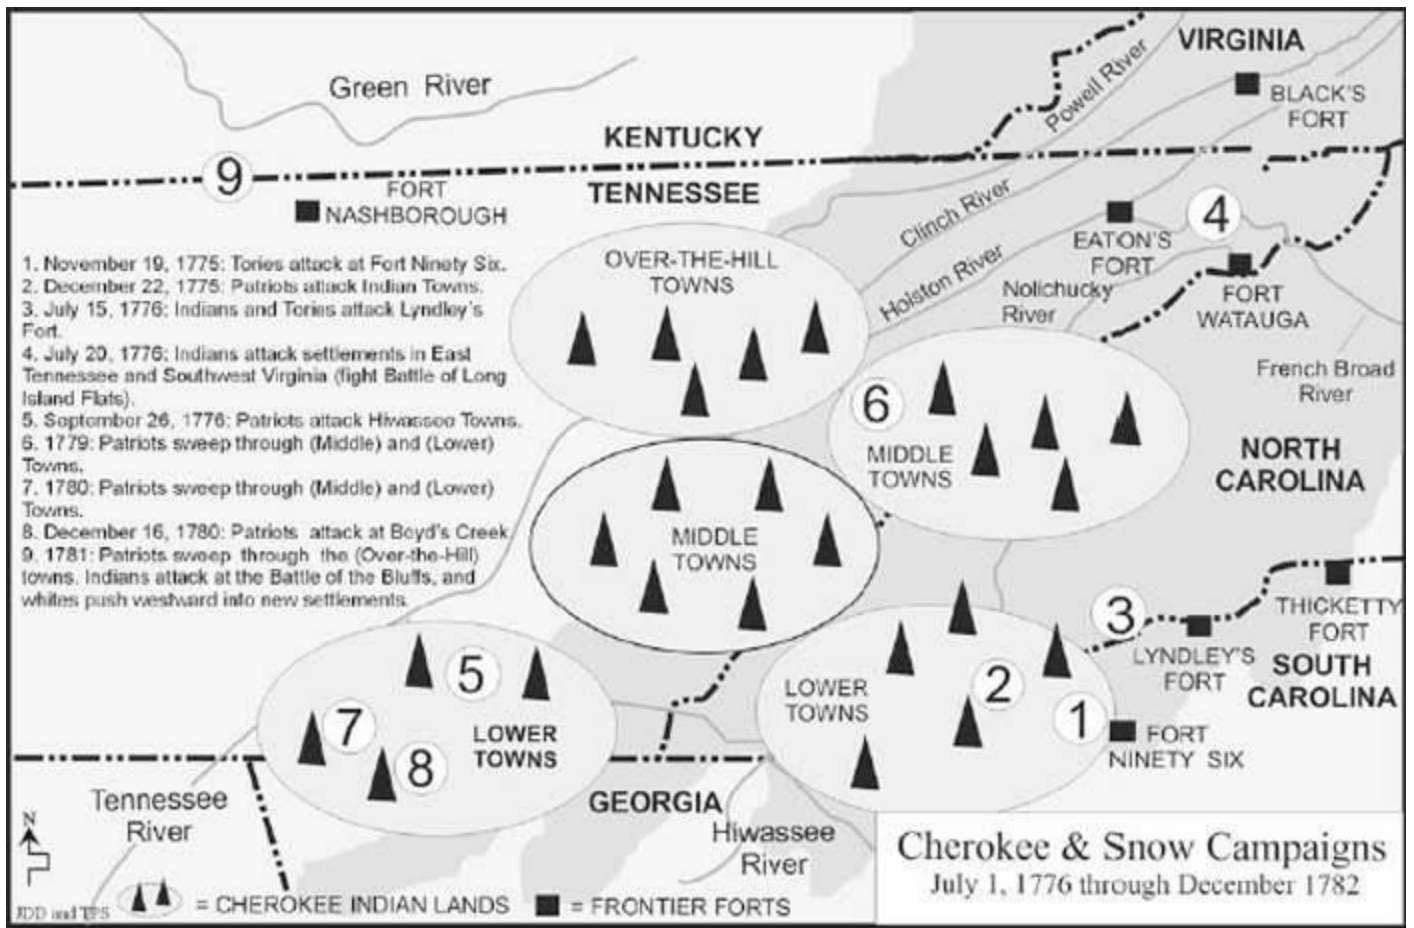 VIRGINIA
Green River
Powell River
BLACK'S
FORT
KENTUCKY
9
TENNESSEE
FORT
NASHBOROUGH
Clinch River
4
EATON'S
FORT
OVER-THE-HILL
TOWNS
Holston River
Nolichucky
River
FORT
WATAUGA
1. November 19, 1775: Tories attack at Fort Ninety Six.
2. December 22, 1775: Patriots attack Indian Towns.
3. July 15, 1776: Indians and Tories attack Lyndley's
Fort.
4. July 20, 1776: Indians attack settlements in East
Tennessee and Southwest Virginia (fight Battle of Long
Island Flats).
5. September 26, 1776: Patriots attack Hiwassee Towns.
6. 1779: Patriots sweep through (Middle) and (Lower)
Towns.
7. 1780: Patriots sweep through (Middle) and (Lower)
Towns.
8. December 16, 1780: Patriots attack at Boyd's Creek
9. 1781: Patriots sweep through the (Over-the-Hill)
towns. Indians attack at the Battle of the Bluffs, and
whites push westward into new settlements.
French Broad
River
6
MIDDLE
TOWNS
NORTH
CAROLINA
MIDDLE
TOWNS
3
THICKETTY
FORT
LYNDLEY'S
FORT
SOUTH
CAROLINA
5
2
LOWER
TOWNS
7
1
FORT
NINETY SIX
LOWER
TOWNS
8
Tennessee
River
GEORGIA
Hiwassee
River
N
Cherokee & Snow Campaigns
July 1, 1776 through December 1782
JDD and TPS
= CHEROKEE INDIAN LANDS
= FRONTIER FORTS